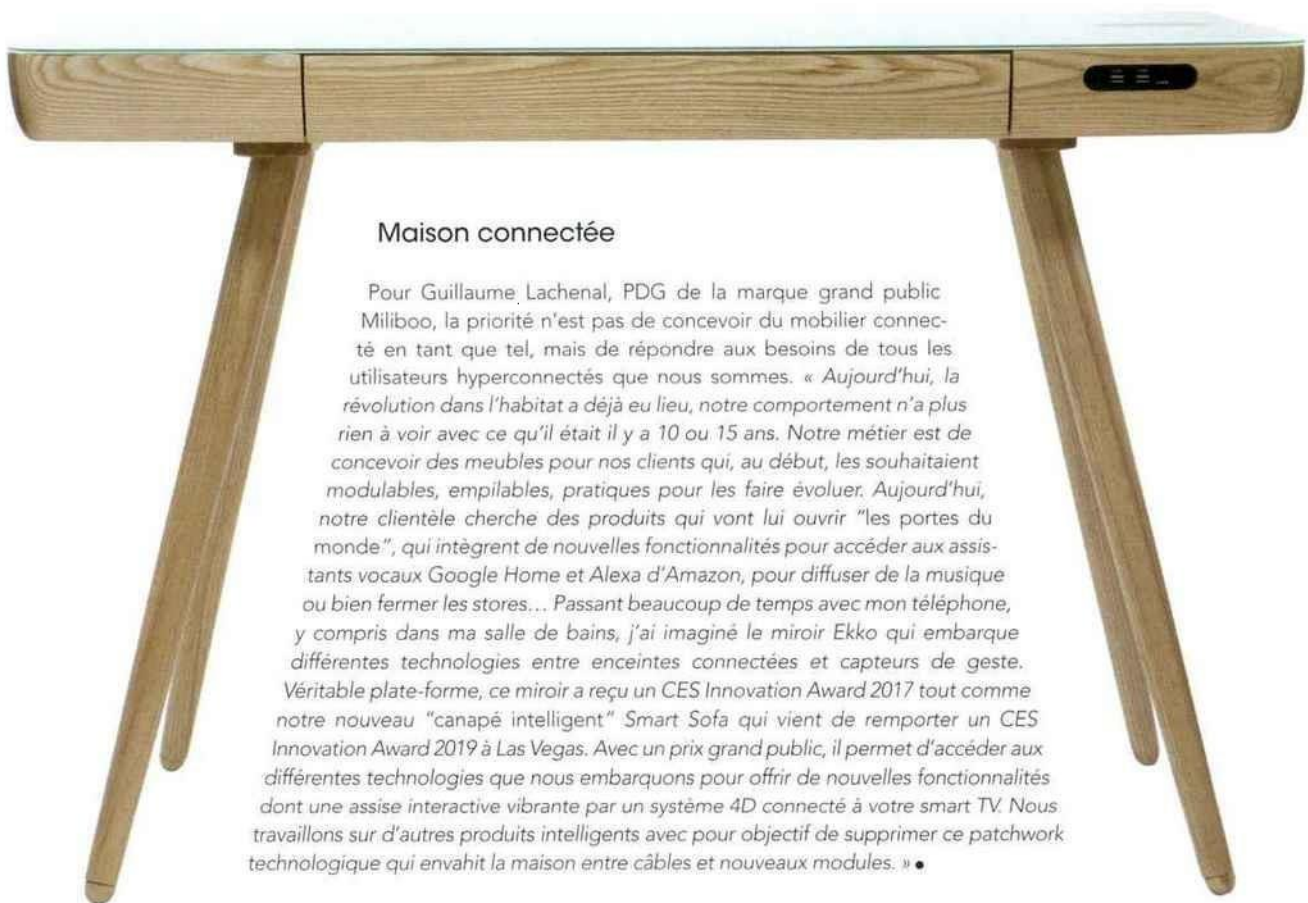 Maison connectée
Pour Guillaume Lachenal, PDG de la marque grand public
Miliboo, la priorité n'est pas de concevoir du mobilier connec-
té en tant que tel, mais de répondre aux besoins de tous les
utilisateurs hyperconnectés que nous sommes. « Aujourd'hui, la
révolution dans l'habitat a déjà eu lieu, notre comportement n'a plus
rien à voir avec ce qu'il était il y a 10 ou 15 ans. Notre métier est de
concevoir des meubles pour nos clients qui, au début, les souhaitaient
modulables, empilables, pratiques pour les faire évoluer. Aujourd'hui,
notre clientèle cherche des produits qui vont lui ouvrir "les portes du
monde", qui intègrent de nouvelles fonctionnalités pour accéder aux assis-
tants vocaux Google Home et Alexa d'Amazon, pour diffuser de la musique
ou bien fermer les stores... Passant beaucoup de temps avec mon téléphone,
y compris dans ma salle de bains, j'ai imaginé le miroir Ekko qui embarque
différentes technologies entre enceintes connectées et capteurs de geste.
Véritable plate-forme, ce miroir a reçu un CES Innovation Award 2017 tout comme
notre nouveau "canapé intelligent" Smart Sofa qui vient de remporter un CES
Innovation Award 2019 à Las Vegas. Avec un prix grand public, il permet d'accéder aux
différentes technologies que nous embarquons pour offrir de nouvelles fonctionnalités
dont une assise interactive vibrante par un système 4D connecté à votre smart TV. Nous
travaillons sur d'autres produits intelligents avec pour objectif de supprimer ce patchwork
technologique qui envahit la maison entre câbles et nouveaux modules. » •